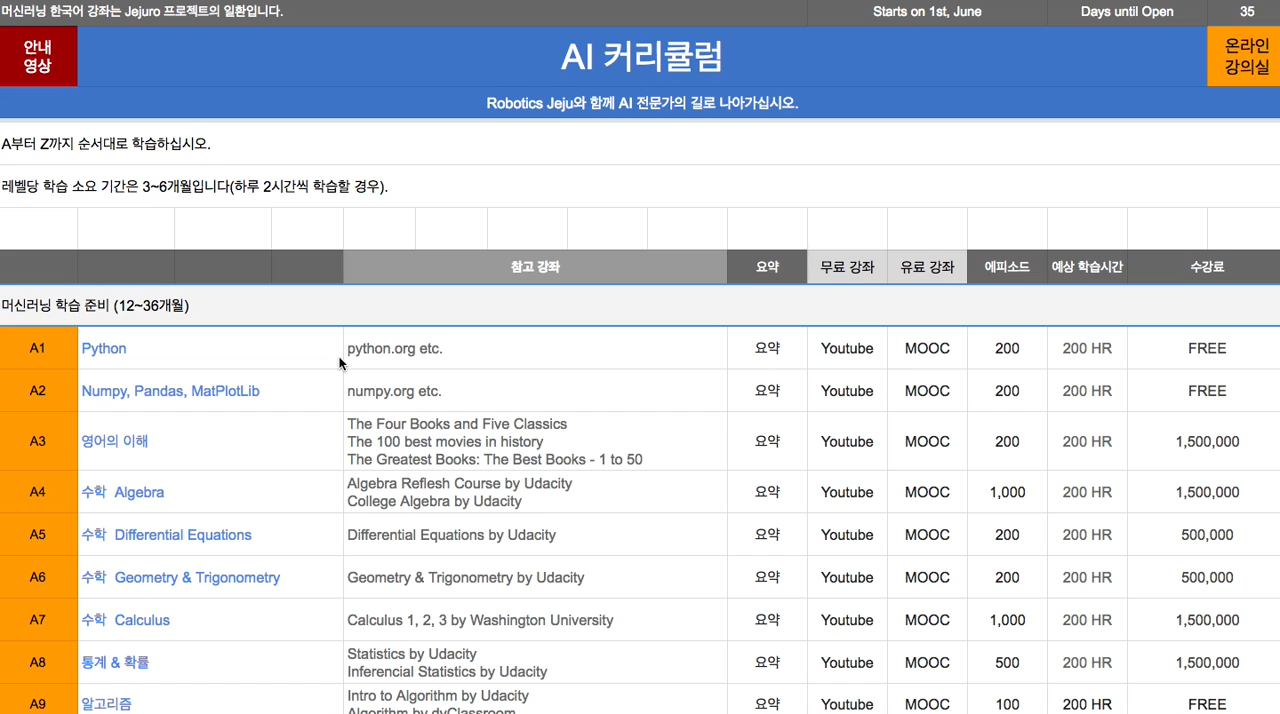 머신러닝 한국어 강좌는 Jejuro 프로젝트의 일환입니다. Starts on 1st, June Days until Open 35
안내
영상
AI 커리큘럼
온라인
강의실
Robotics Jeju와 함께 AI 전문가의 길로 나아가십시오.
A부터 Z까지 순서대로 학습하십시오.
레벨당 학습 소요 기간은 3~6개월입니다(하루 2시간씩 학습할 경우).
참고 강좌 요약 무료 강좌 유료 강좌 에피소드 예상 학습시간 수강료
머신러닝 학습 준비 (12~36개월)
A1 Python python.org etc. 요약 Youtube MOOC 200 200 HR FREE
A2 Numpy, Pandas, MatPlotLib numpy.org etc. 요약 Youtube MOOC 200 200 HR FREE
The Four Books and Five Classics
A3 영어의 이해 The 100 best movies in history 요약 Youtube MOOC 200 200 HR 1,500,000
The Greatest Books: The Best Books - 1 to 50
Algebra Reflesh Course by Udacity
A4 수학 Algebra 요약 Youtube MOOC 1,000 200 HR 1,500,000
College Algebra by Udacity
A5 수학 Differential Equations Differential Equations by Udacity 요약 Youtube MOOC 200 200 HR 500,000
A6 수학 Geometry & Trigonometry Geometry & Trigonometry by Udacity 요약 Youtube MOOC 200 200 HR 500,000
A7 수학 Calculus Calculus 1, 2, 3 by Washington University 요약 Youtube MOOC 1,000 200 HR 1,500,000
Statistics by Udacity
A8 통계 & 확률 요약 Youtube MOOC 500 200 HR 1,500,000
Inferencial Statistics by Udacity
Intro to Algorithm by Udacity
A9 알고리즘 요약 Youtube MOOC 100 200 HR FREE
Algorithm by dyClassroom